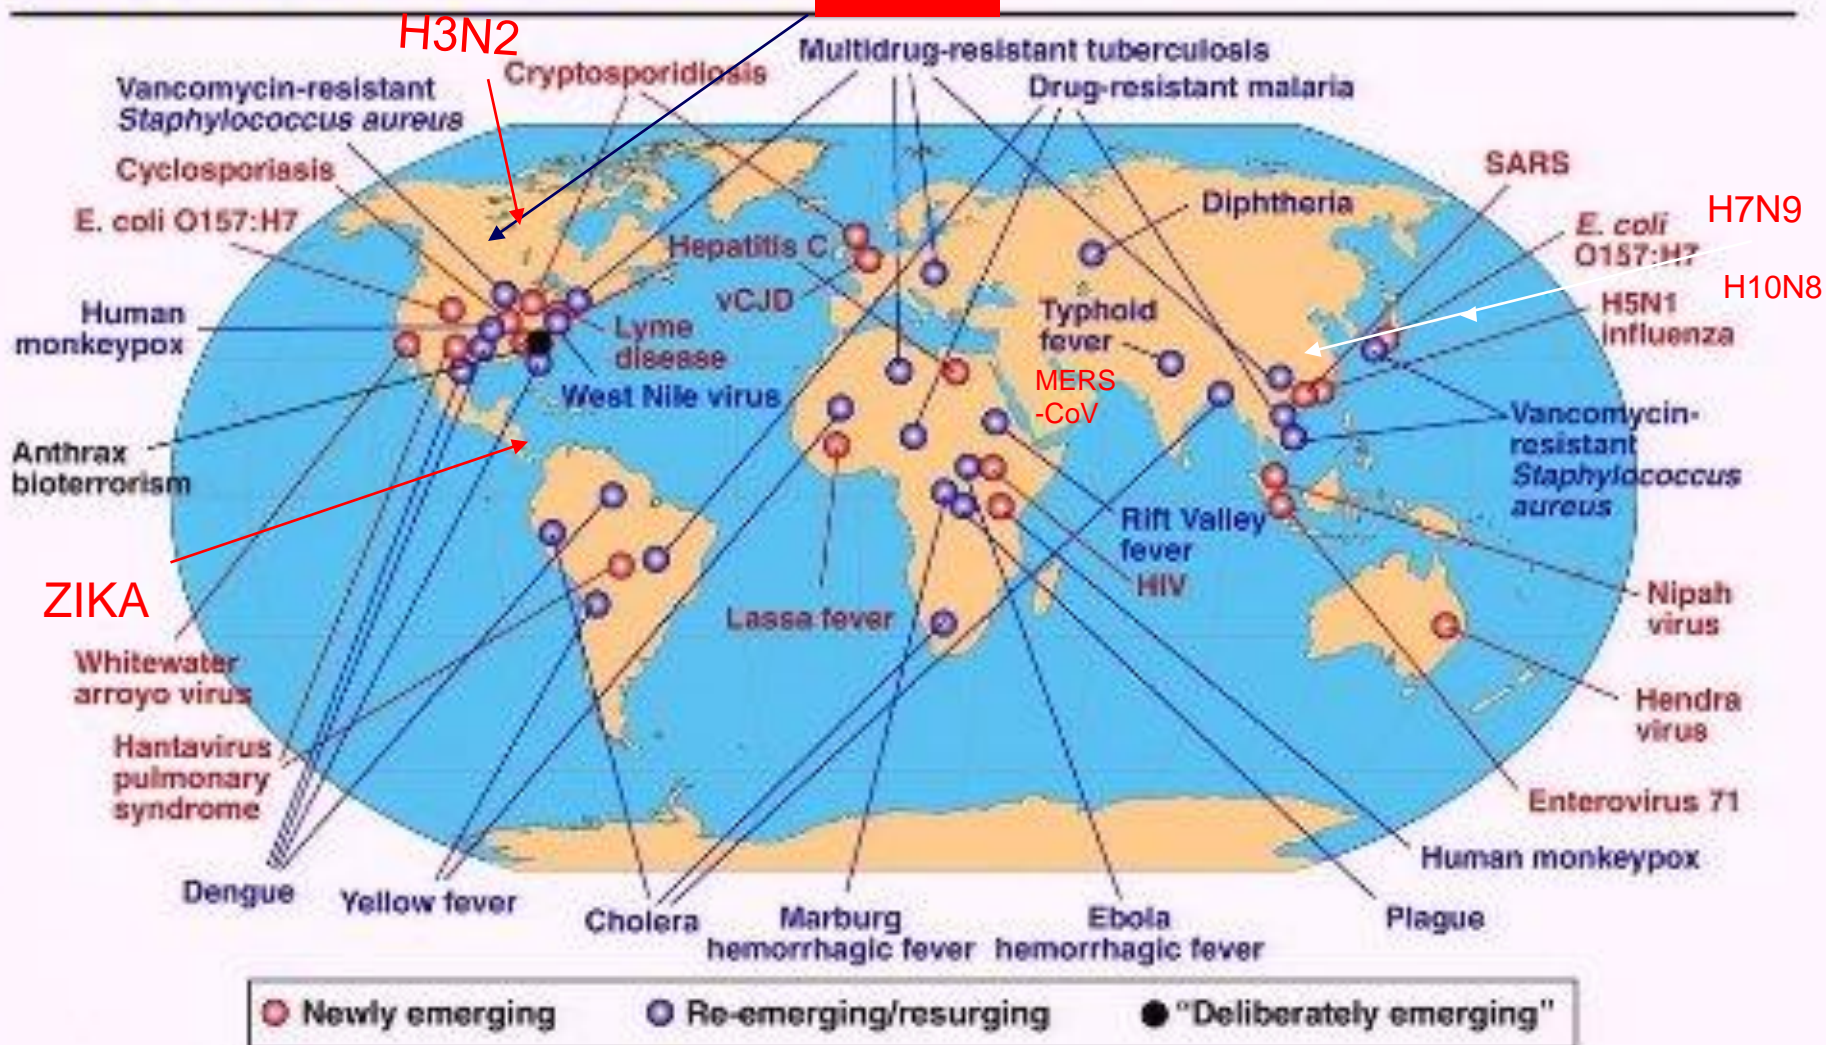 H3N2
Multidrug-resistant tuberculosis
Cryptosporidiosis
Drug-resistant malaria
Vancomycin-resistant
Staphylococcus aureus
Cyclosporiasis
SARS
E. coli O157:H7
Diphtheria
H7N9
E. coli
O157:H7
Hepatitis C
H10N8
vCJD
H5N1
influenza
Human
monkeypox
Typhoid
fever
Lyme
disease
MERS
-CoV
West Nile virus
Vancomycin-
resistant
Staphylococcus
aureus
Anthrax
bioterrorism
Rift Valley
fever
HIV
ZIKA
Lassa fever
Nipah
virus
Whitewater
arroyo virus
Hendra
virus
Hantavirus
pulmonary
syndrome
Enterovirus 71
Human monkeypox
Dengue
Yellow fever
Cholera
Marburg
hemorrhagic fever
Ebola
hemorrhagic fever
Plague
Newly emerging
Re-emerging/resurging
"Deliberately emerging"